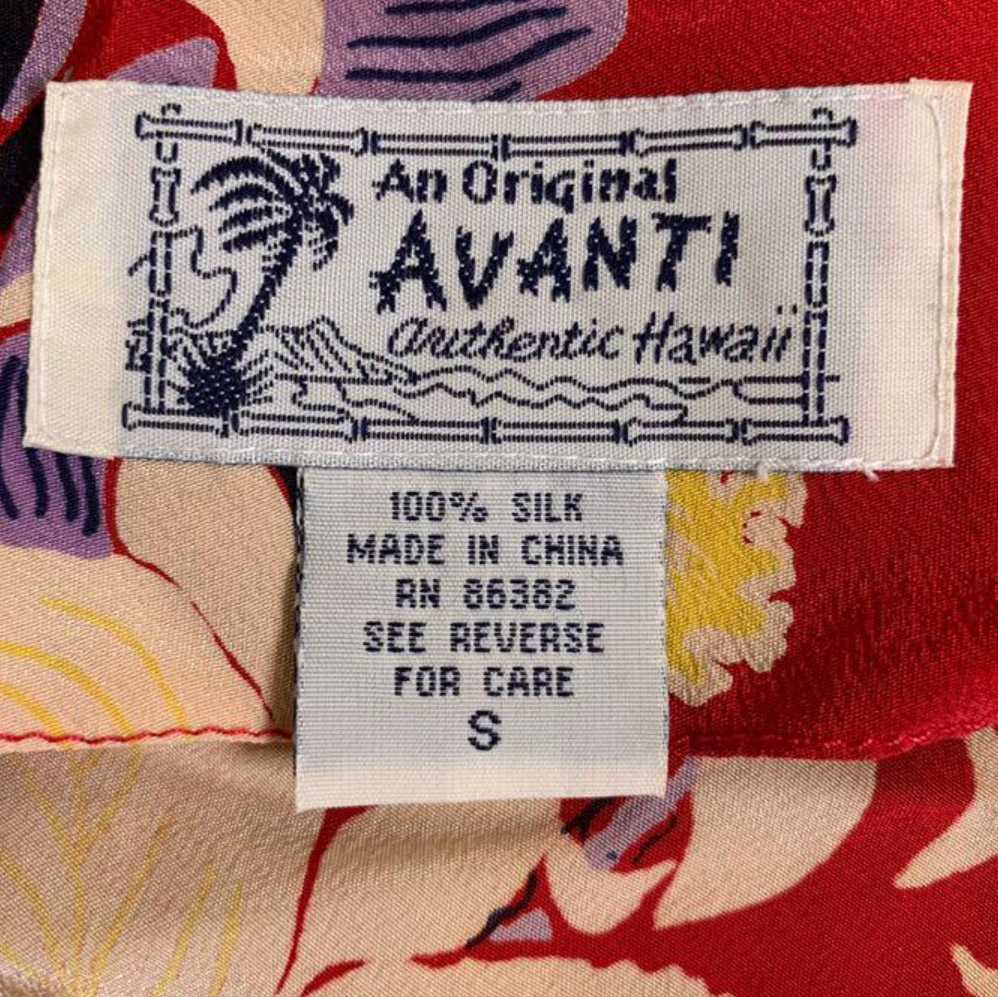 An Original
AVANTI
authentic Hawaii
100% SILK
MADE IN CHINA
RN 86382
SEE REVERSE
FOR CARE
S